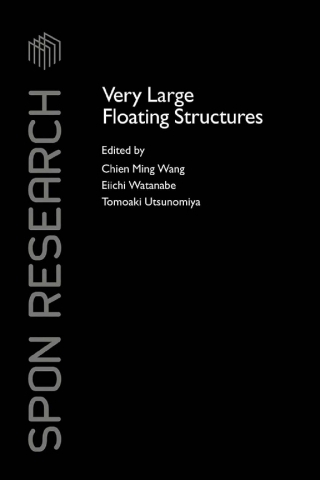 SPON RESEARCH
Very Large
Floating Structures
Edited by
Chien Ming Wang
Eiichi Watanabe
Tomoaki Utsunomiya